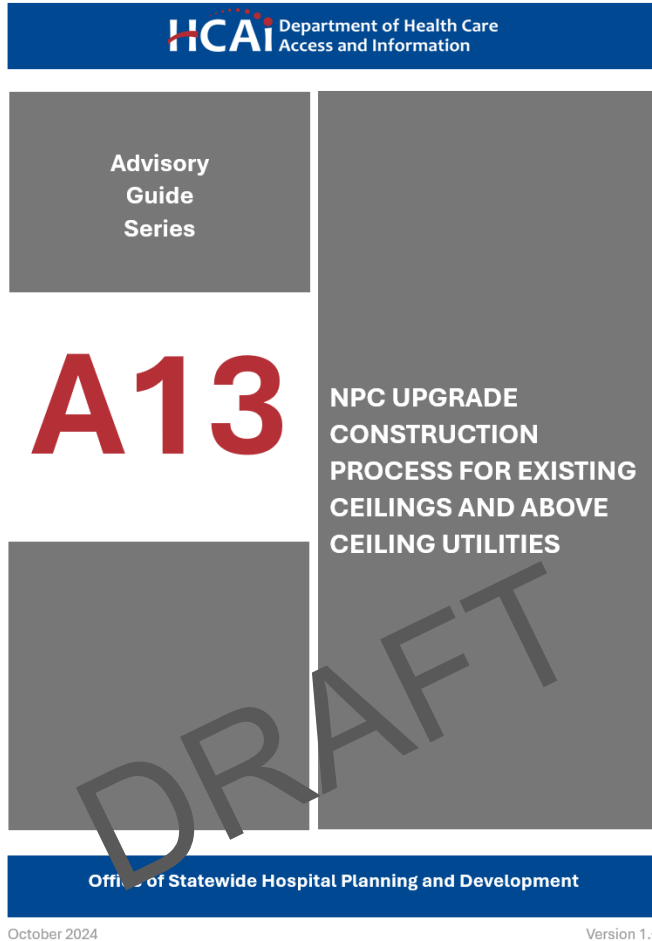 HCAi Department of Health Care
Access and Information
Advisory
Guide
Series
A13
NPC UPGRADE
CONSTRUCTION
PROCESS FOR EXISTING
CEILINGS AND ABOVE
CEILING UTILITIES
DRAFT
Office of Statewide Hospital Planning and Development
October 2024
Version 1.